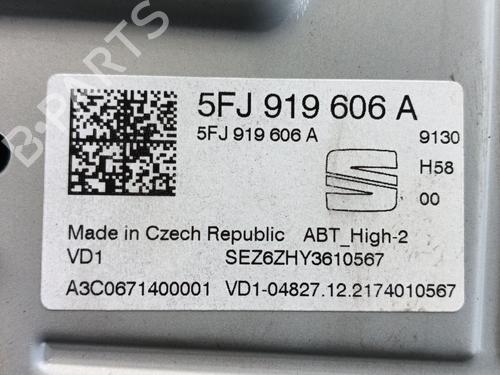 B-PARTS
5FJ 919 606 A
5FJ 919 606 A 9130
H58
00
Made in Czech Republic ABT_High-2
VD1 SEZ6ZHY3610567
A3C0671400001 VD1-04827.12.2174010567